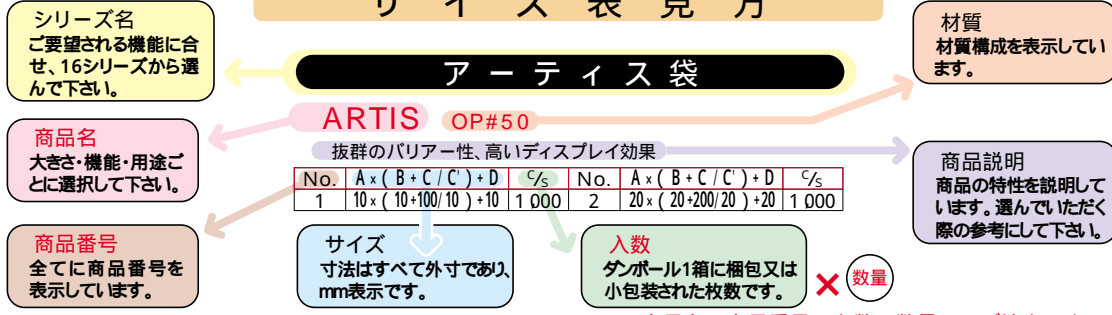 サイズ表見方
シリーズ名
ご要望される機能に合
せ、16シリーズから選
んで下さい。
アーティス袋
材質
材質構成を表示してい
ます。
ARTIS OP#50
商品名
大きさ・機能・用途ご
とに選択して下さい。
抜群のバリアー性、高いディスプレイ効果
商品説明
商品の特性を説明して
います。選んでいただく
際の参考にして下さい。
No. A×(B+C/C')+D C/S No. A×(B+C/C')+D C/S
1 10×(10+100/10)+10 1,000 2 20×(20+200/20)+20 1,000
商品番号
全てに商品番号を
表示しています。
サイズ
寸法はすべて外寸であり、
mm表示です。
入数
ダンボール1箱に梱包又は
小包装された枚数です。
×
数量